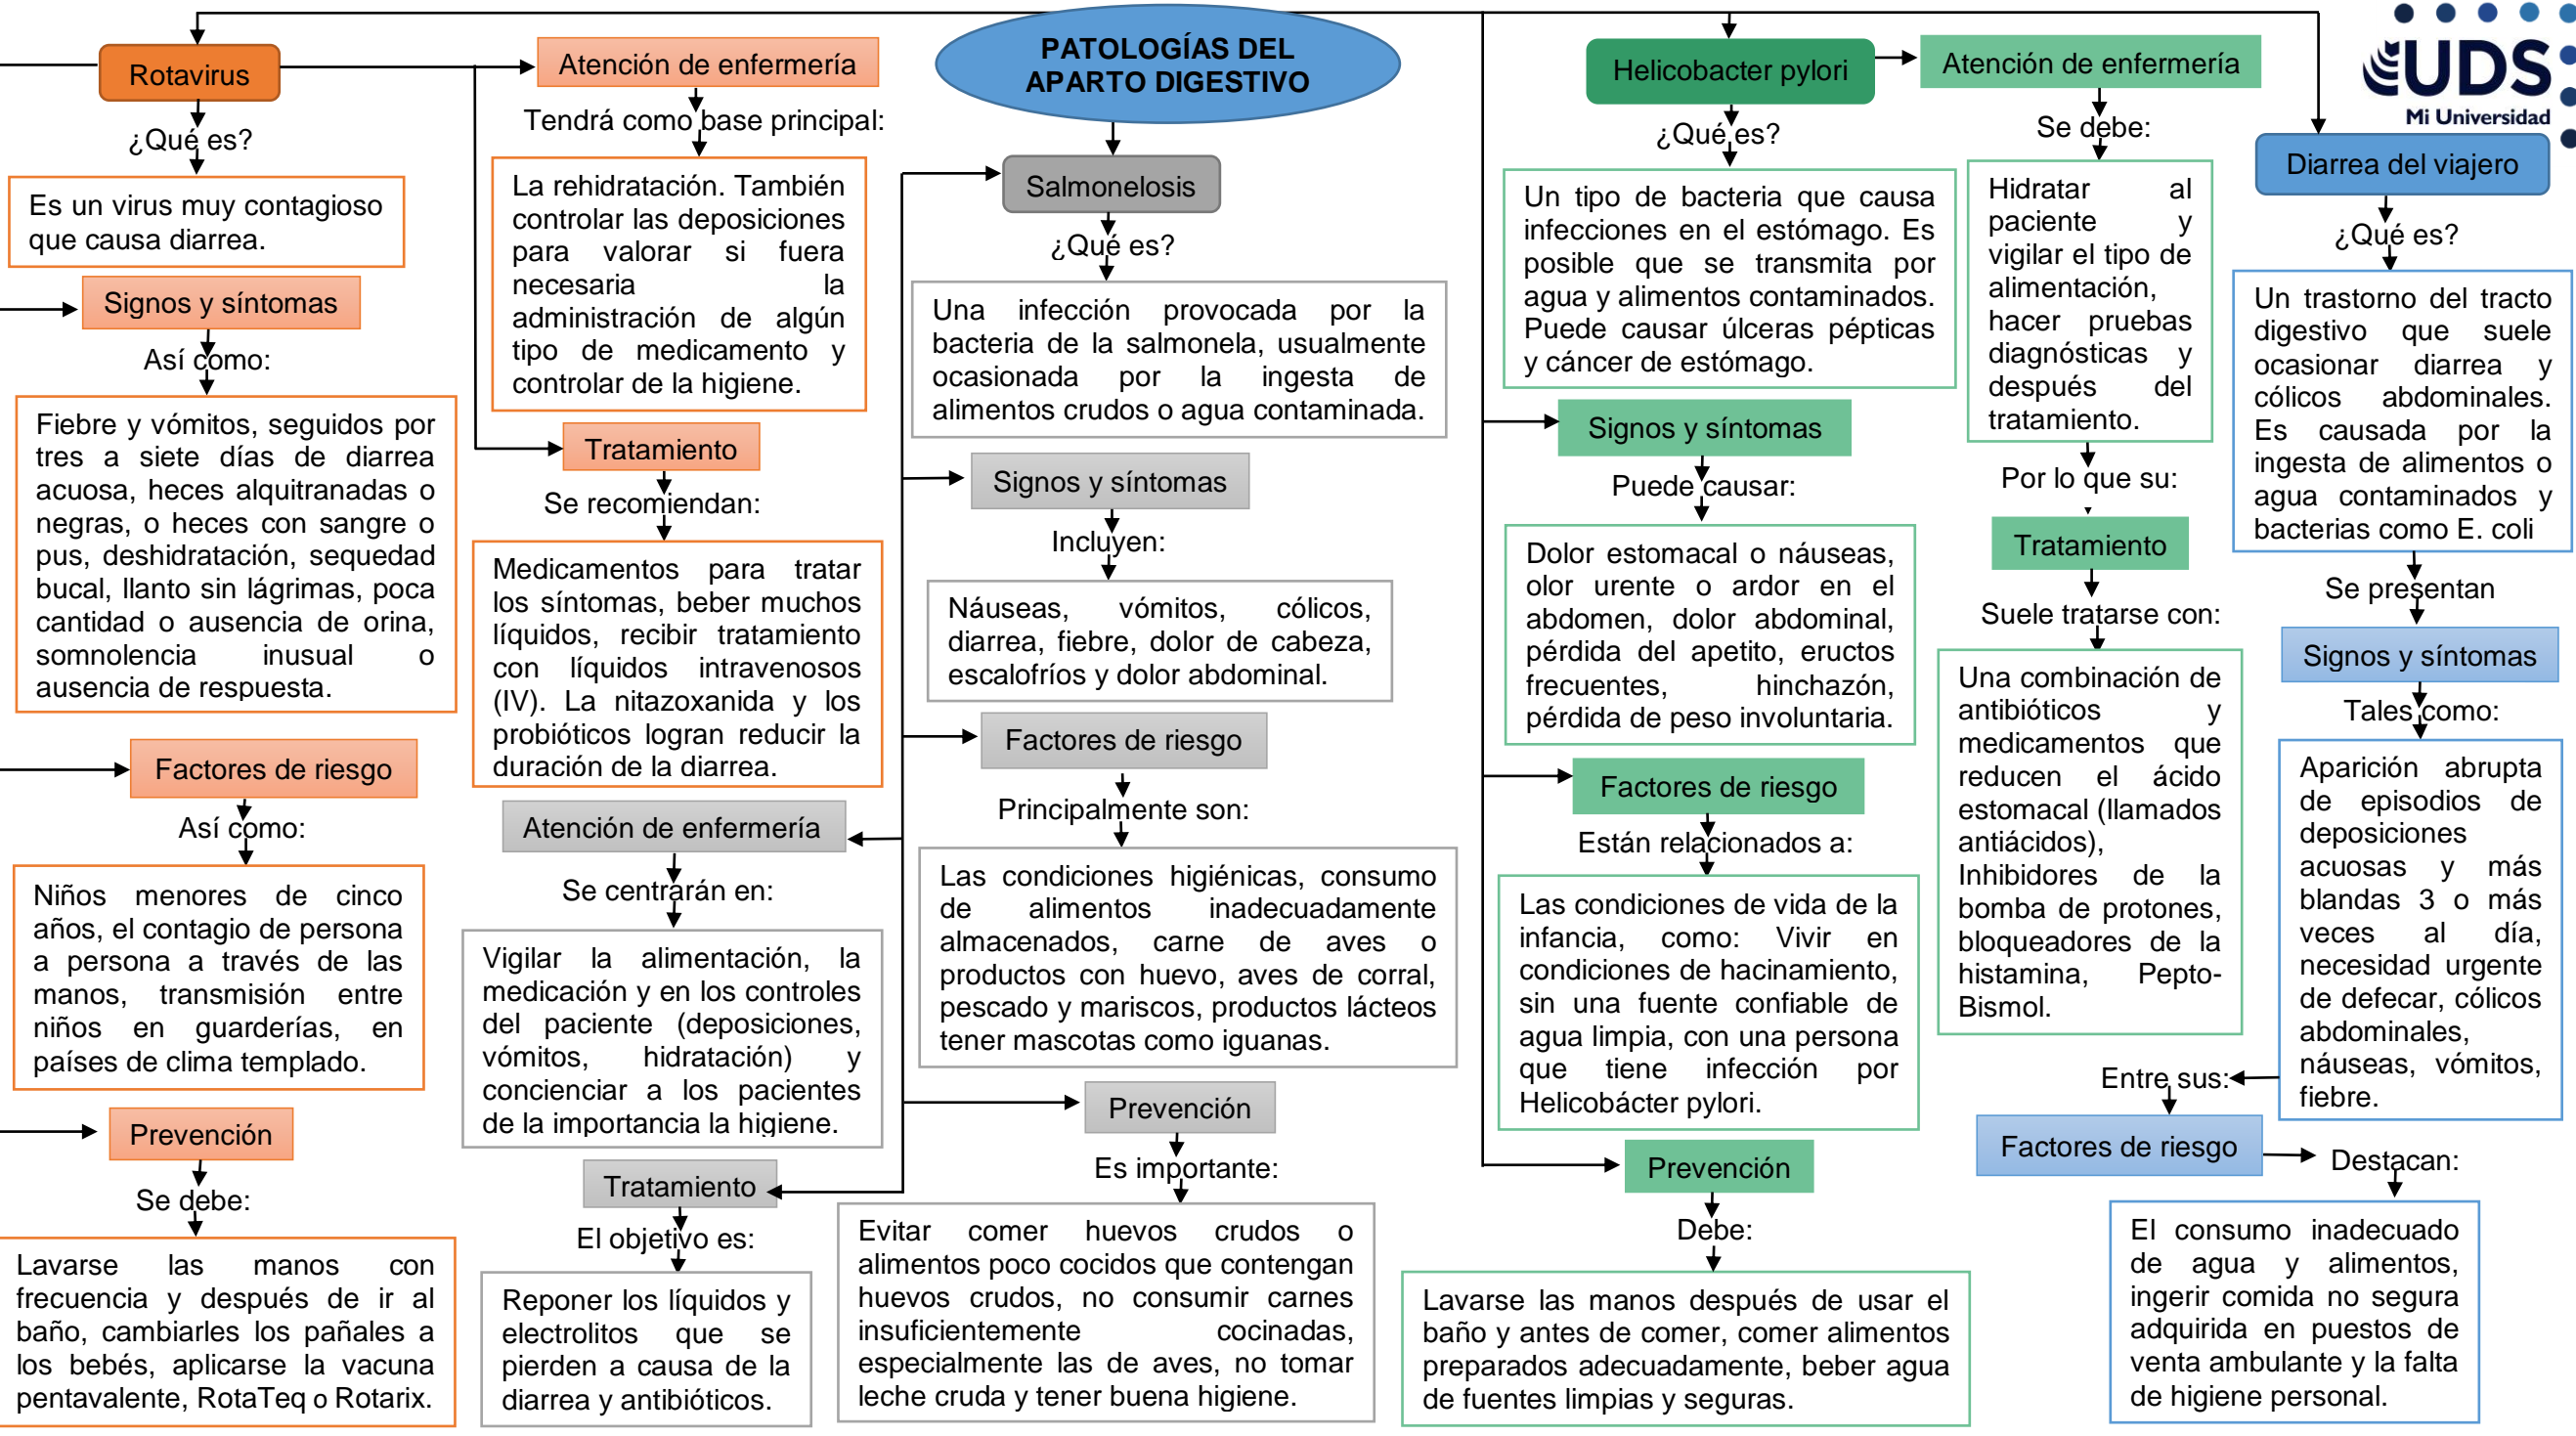 PATOLOGÍAS DEL
APARTO DIGESTIVO
UDS
Mi Universidad
Rotavirus
¿Qué es?
Es un virus muy contagioso
que causa diarrea.
Signos y síntomas
Así como:
Fiebre y vómitos, seguidos por
tres a siete días de diarrea
acuosa, heces alquitranadas o
negras, o heces con sangre o
pus, deshidratación, sequedad
bucal, llanto sin lágrimas, poca
cantidad o ausencia de orina,
somnolencia inusual o
ausencia de respuesta.
Factores de riesgo
Así como:
Niños menores de cinco
años, el contagio de persona
a persona a través de las
manos, transmisión entre
niños en guarderías, en
países de clima templado.
Prevención
Se debe:
Lavarse las manos con
frecuencia y después de ir al
baño, cambiarles los pañales a
los bebés, aplicarse la vacuna
pentavalente, RotaTeq o Rotarix.
Atención de enfermería
Tendrá como base principal:
La rehidratación. También
controlar las deposiciones
para valorar si fuera
necesaria la
administración de algún
tipo de medicamento y
controlar de la higiene.
Tratamiento
Se recomiendan:
Medicamentos para tratar
los síntomas, beber muchos
líquidos, recibir tratamiento
con líquidos intravenosos
(IV). La nitazoxanida y los
probióticos logran reducir la
duración de la diarrea.
Atención de enfermería
Se centrarán en:
Vigilar la alimentación, la
medicación y en los controles
del paciente (deposiciones,
vómitos, hidratación) y
concienciar a los pacientes
de la importancia la higiene.
Tratamiento
El objetivo es:
Reponer los líquidos y
electrolitos que se
pierden a causa de la
diarrea y antibióticos.
Salmonelosis
¿Qué es?
Una infección provocada por la
bacteria de la salmonela, usualmente
ocasionada por la ingesta de
alimentos crudos o agua contaminada.
Signos y síntomas
Incluyen:
Náuseas, vómitos, cólicos,
diarrea, fiebre, dolor de cabeza,
escalofríos y dolor abdominal.
Factores de riesgo
Principalmente son:
Las condiciones higiénicas, consumo
de alimentos inadecuadamente
almacenados, carne de aves o
productos con huevo, aves de corral,
pescado y mariscos, productos lácteos
tener mascotas como iguanas.
Prevención
Es importante:
Evitar comer huevos crudos o
alimentos poco cocidos que contengan
huevos crudos, no consumir carnes
insuficientemente cocinadas,
especialmente las de aves, no tomar
leche cruda y tener buena higiene.
Helicobacter pylori
¿Qué es?
Un tipo de bacteria que causa
infecciones en el estómago. Es
posible que se transmita por
agua y alimentos contaminados.
Puede causar úlceras pépticas
y cáncer de estómago.
Signos y síntomas
Puede causar:
Dolor estomacal o náuseas,
olor urente o ardor en el
abdomen, dolor abdominal,
pérdida del apetito, eructos
frecuentes, hinchazón,
pérdida de peso involuntaria.
Factores de riesgo
Están relacionados a:
Las condiciones de vida de la
infancia, como: Vivir en
condiciones de hacinamiento,
sin una fuente confiable de
agua limpia, con una persona
que tiene infección por
Helicobácter pylori.
Prevención
Debe:
Lavarse las manos después de usar el
baño y antes de comer, comer alimentos
preparados adecuadamente, beber agua
de fuentes limpias y seguras.
Atención de enfermería
Se debe:
Hidratar al
paciente y
vigilar el tipo de
alimentación,
hacer pruebas
diagnósticas y
después del
tratamiento.
Por lo que su:
Tratamiento
Suele tratarse con:
Una combinación de
antibióticos y
medicamentos que
reducen el ácido
estomacal (llamados
antiácidos),
Inhibidores de la
bomba de protones,
bloqueadores de la
histamina, Pepto-
Bismol.
Diarrea del viajero
¿Qué es?
Un trastorno del tracto
digestivo que suele
ocasionar diarrea y
cólicos abdominales.
Es causada por la
ingesta de alimentos o
agua contaminados y
bacterias como E. coli
Se presentan
Signos y síntomas
Tales como:
Aparición abrupta
de episodios de
deposiciones
acuosas y más
blandas 3 o más
veces al día,
necesidad urgente
de defecar, cólicos
abdominales,
náuseas, vómitos,
fiebre.
Entre sus:
Factores de riesgo
Destacan:
El consumo inadecuado
de agua y alimentos,
ingerir comida no segura
adquirida en puestos de
venta ambulante y la falta
de higiene personal.